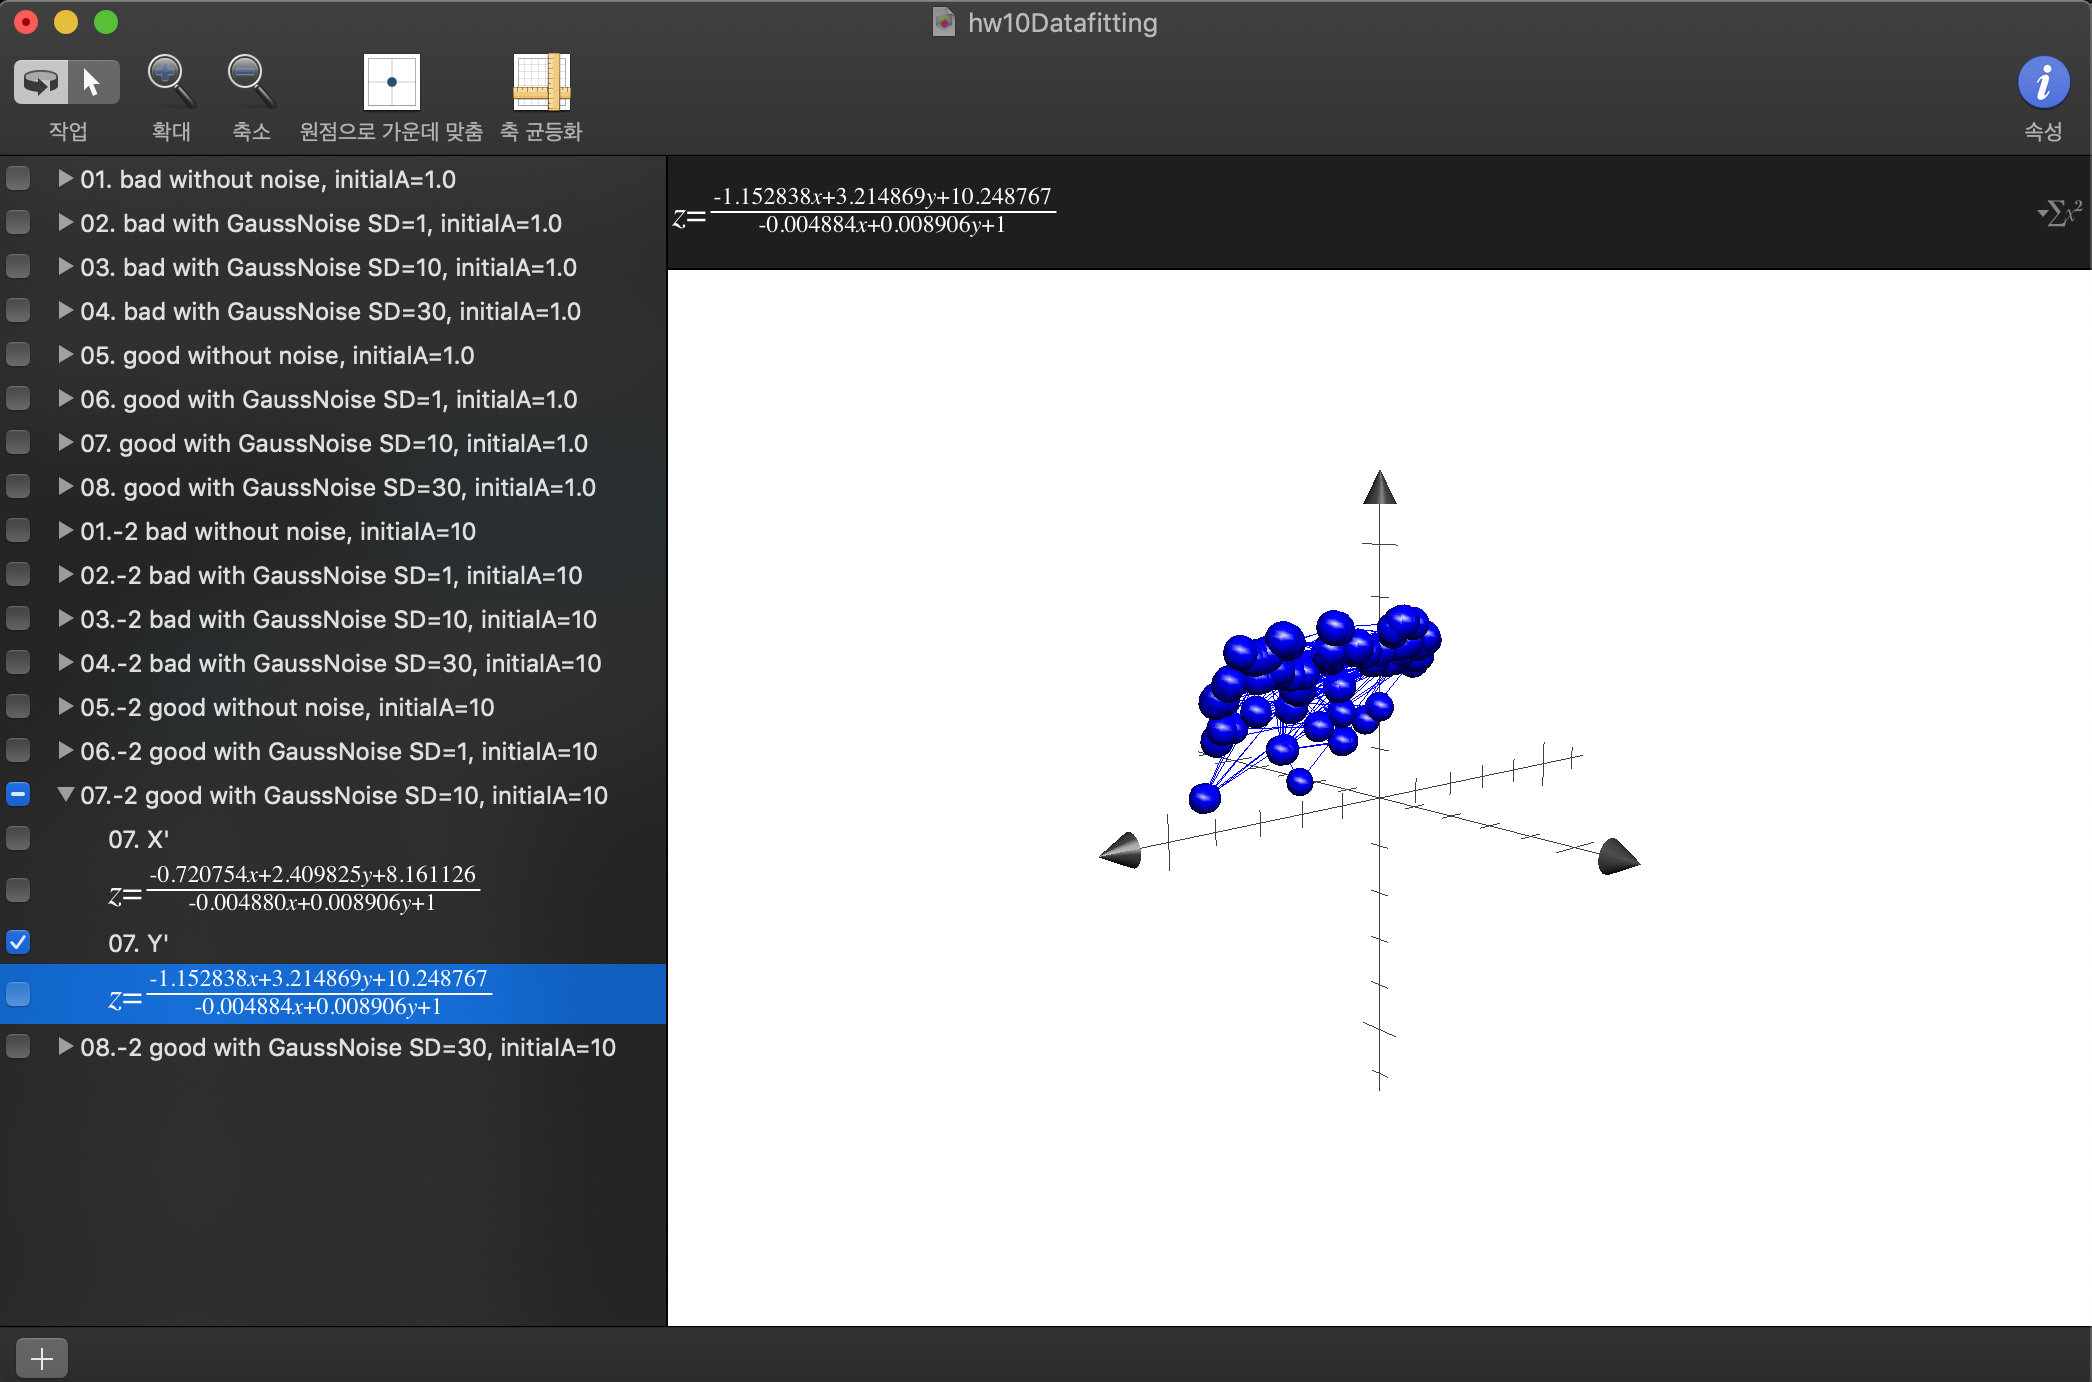 hw10Datafitting
작업
확대
축소
원점으로 가운데 맞춤
축 균등화
속성
01. bad without noise, initialA=1.0
02. bad with GaussNoise SD=1, initialA=1.0
03. bad with GaussNoise SD=10, initialA=1.0
04. bad with GaussNoise SD=30, initialA=1.0
05. good without noise, initialA=1.0
06. good with GaussNoise SD=1, initialA=1.0
07. good with GaussNoise SD=10, initialA=1.0
08. good with GaussNoise SD=30, initialA=1.0
01.-2 bad without noise, initialA=10
02.-2 bad with GaussNoise SD=1, initialA=10
03.-2 bad with GaussNoise SD=10, initialA=10
04.-2 bad with GaussNoise SD=30, initialA=10
05.-2 good without noise, initialA=10
06.-2 good with GaussNoise SD=1, initialA=10
07.-2 good with GaussNoise SD=10, initialA=10
07. X'
-0.720754x+2.409825y+8.161126
z=
-0.004880x+0.008906y+1
07. Y'
-1.152838x+3.214869y+10.248767
z=
-0.004884x+0.008906y+1
08.-2 good with GaussNoise SD=30, initialA=10
-1.152838x+3.214869y+10.248767
z=
-0.004884x+0.008906y+1
Σx²